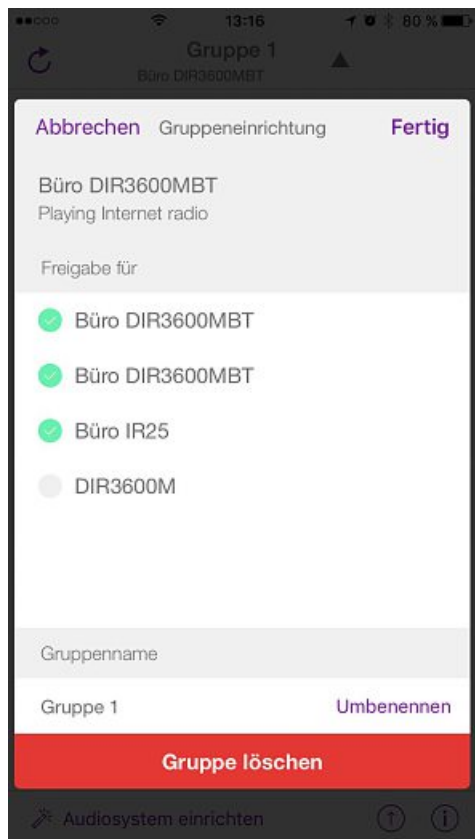 13:16
80 %
Gruppe 1
Büro DIR3600MBT
Abbrechen Gruppeneinrichtung Fertig
Büro DIR3600MBT
Playing Internet radio
Freigabe für
Büro DIR3600MBT
Büro DIR3600MBT
Büro IR25
DIR3600M
Gruppenname
Gruppe 1 Umbenennen
Gruppe löschen
Audiosystem einrichten